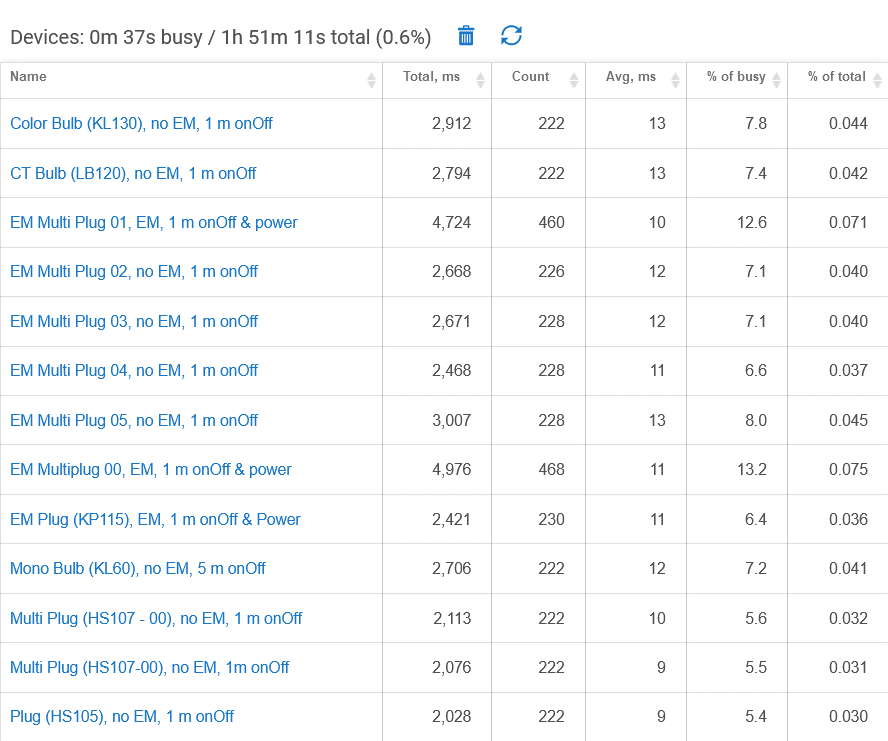 Devices: 0m 37s busy / 1h 51m 11s total (0.6%)
Name Total, ms Count Avg, ms % of busy % of total
Color Bulb (KL130), no EM, 1 m onOff 2,912 222 13 7.8 0.044
CT Bulb (LB120), no EM, 1 m onOff 2,794 222 13 7.4 0.042
EM Multi Plug 01, EM, 1 m onOff & power 4,724 460 10 12.6 0.071
EM Multi Plug 02, no EM, 1 m onOff 2,668 226 12 7.1 0.040
EM Multi Plug 03, no EM, 1 m onOff 2,671 228 12 7.1 0.040
EM Multi Plug 04, no EM, 1 m onOff 2,468 228 11 6.6 0.037
EM Multi Plug 05, no EM, 1 m onOff 3,007 228 13 8.0 0.045
EM Multiplug 00, EM, 1 m onOff & power 4,976 468 11 13.2 0.075
EM Plug (KP115), EM, 1 m onOff & Power 2,421 230 11 6.4 0.036
Mono Bulb (KL60), no EM, 5 m onOff 2,706 222 12 7.2 0.041
Multi Plug (HS107 - 00), no EM, 1 m onOff 2,113 222 10 5.6 0.032
Multi Plug (HS107-00), no EM, 1m onOff 2,076 222 9 5.5 0.031
Plug (HS105), no EM, 1 m onOff 2,028 222 9 5.4 0.030